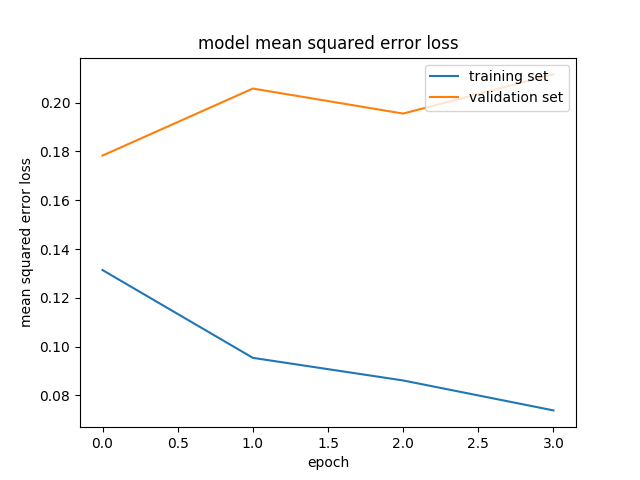 model mean squared error loss
training set
validation set
mean squared error loss
0.20
0.18
0.16
0.14
0.12
0.10
0.08
0.0 0.5 1.0 1.5 2.0 2.5 3.0
epoch